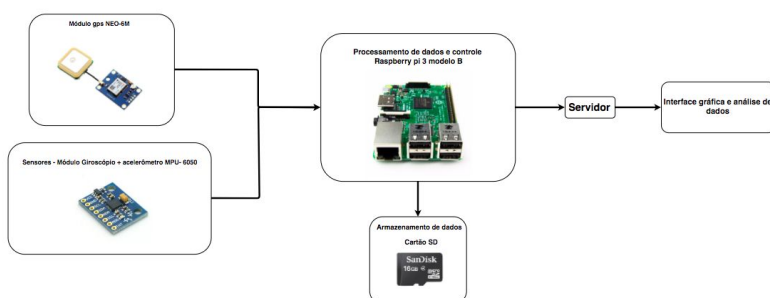 Módulo gps NEO-6M
Sensores - Módulo Giroscópio + acelerômetro MPU- 6050
Processamento de dados e controle
Raspberry pi 3 modelo B
Servidor
Interface gráfica e análise de
dados
Armazenamento de dados
Cartão SD
SanDisk
16GB